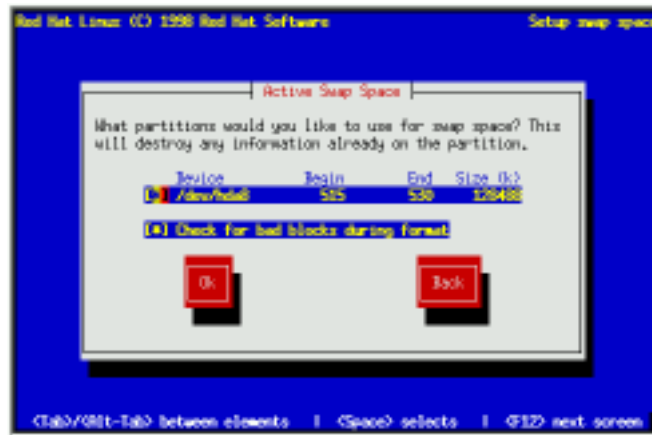 Red Hat Linux (C) 1998 Red Hat Software Setup swap space
Active Swap Space
What partitions would you like to use for swap space? This
will destroy any information already on the partition.
Device Begin End Size (k)
[*] /dev/hda8 515 530 128488
[*] Check for bad blocks during format
Ok Back
<Tab>/<Alt-Tab> between elements | <Space> selects | <F12> next screen